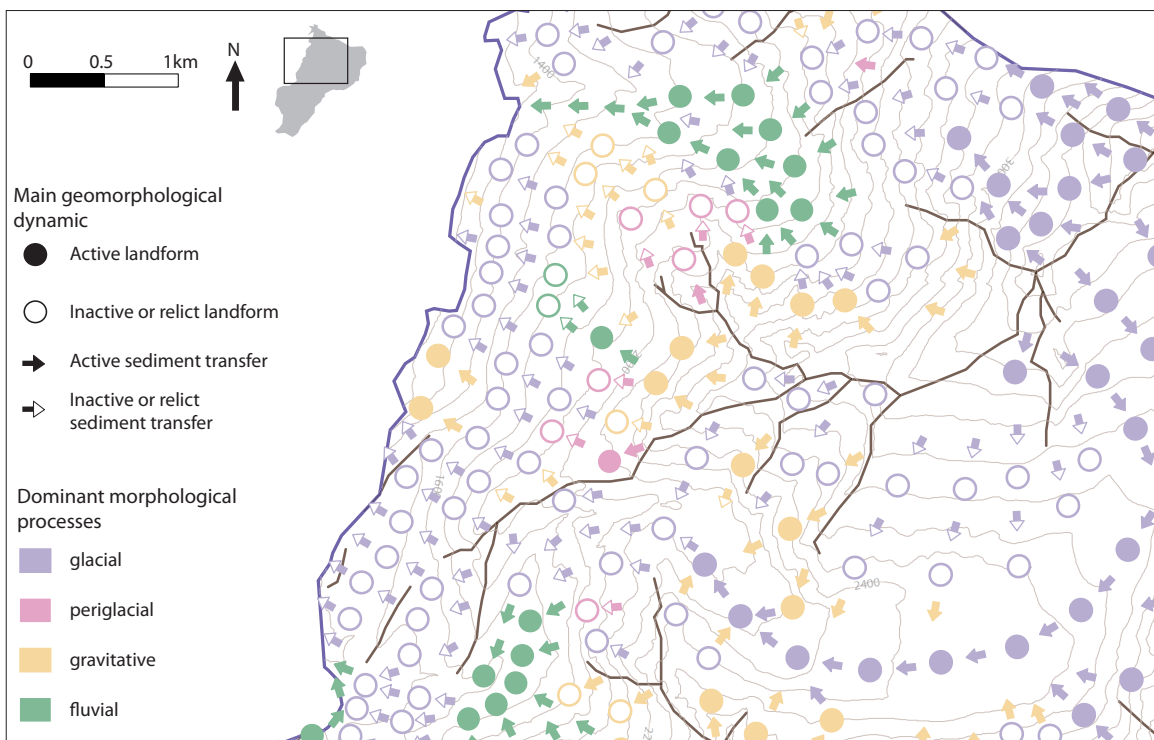 0 0.5 1km
N
Main geomorphological
dynamic
Active landform
Inactive or relict landform
Active sediment transfer
Inactive or relict
sediment transfer
Dominant morphological
processes
glacial
periglacial
gravitative
fluvial
1400
2400